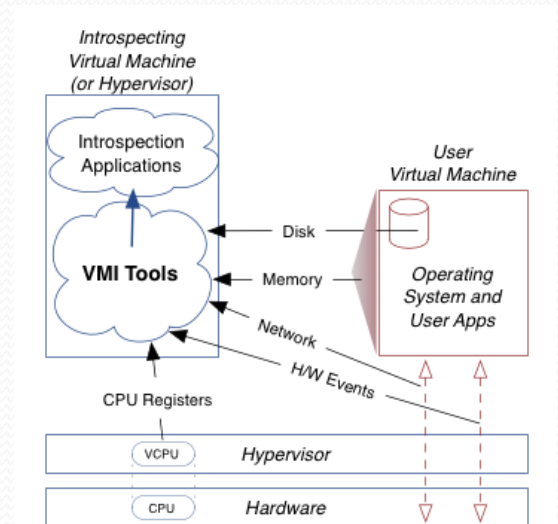 Introspecting
Virtual Machine
(or Hypervisor)
Introspection
Applications
User
Virtual Machine
Disk
VMI Tools
Memory
Operating
System and
User Apps
Network
H/W Events
CPU Registers
VCPU
Hypervisor
CPU
Hardware